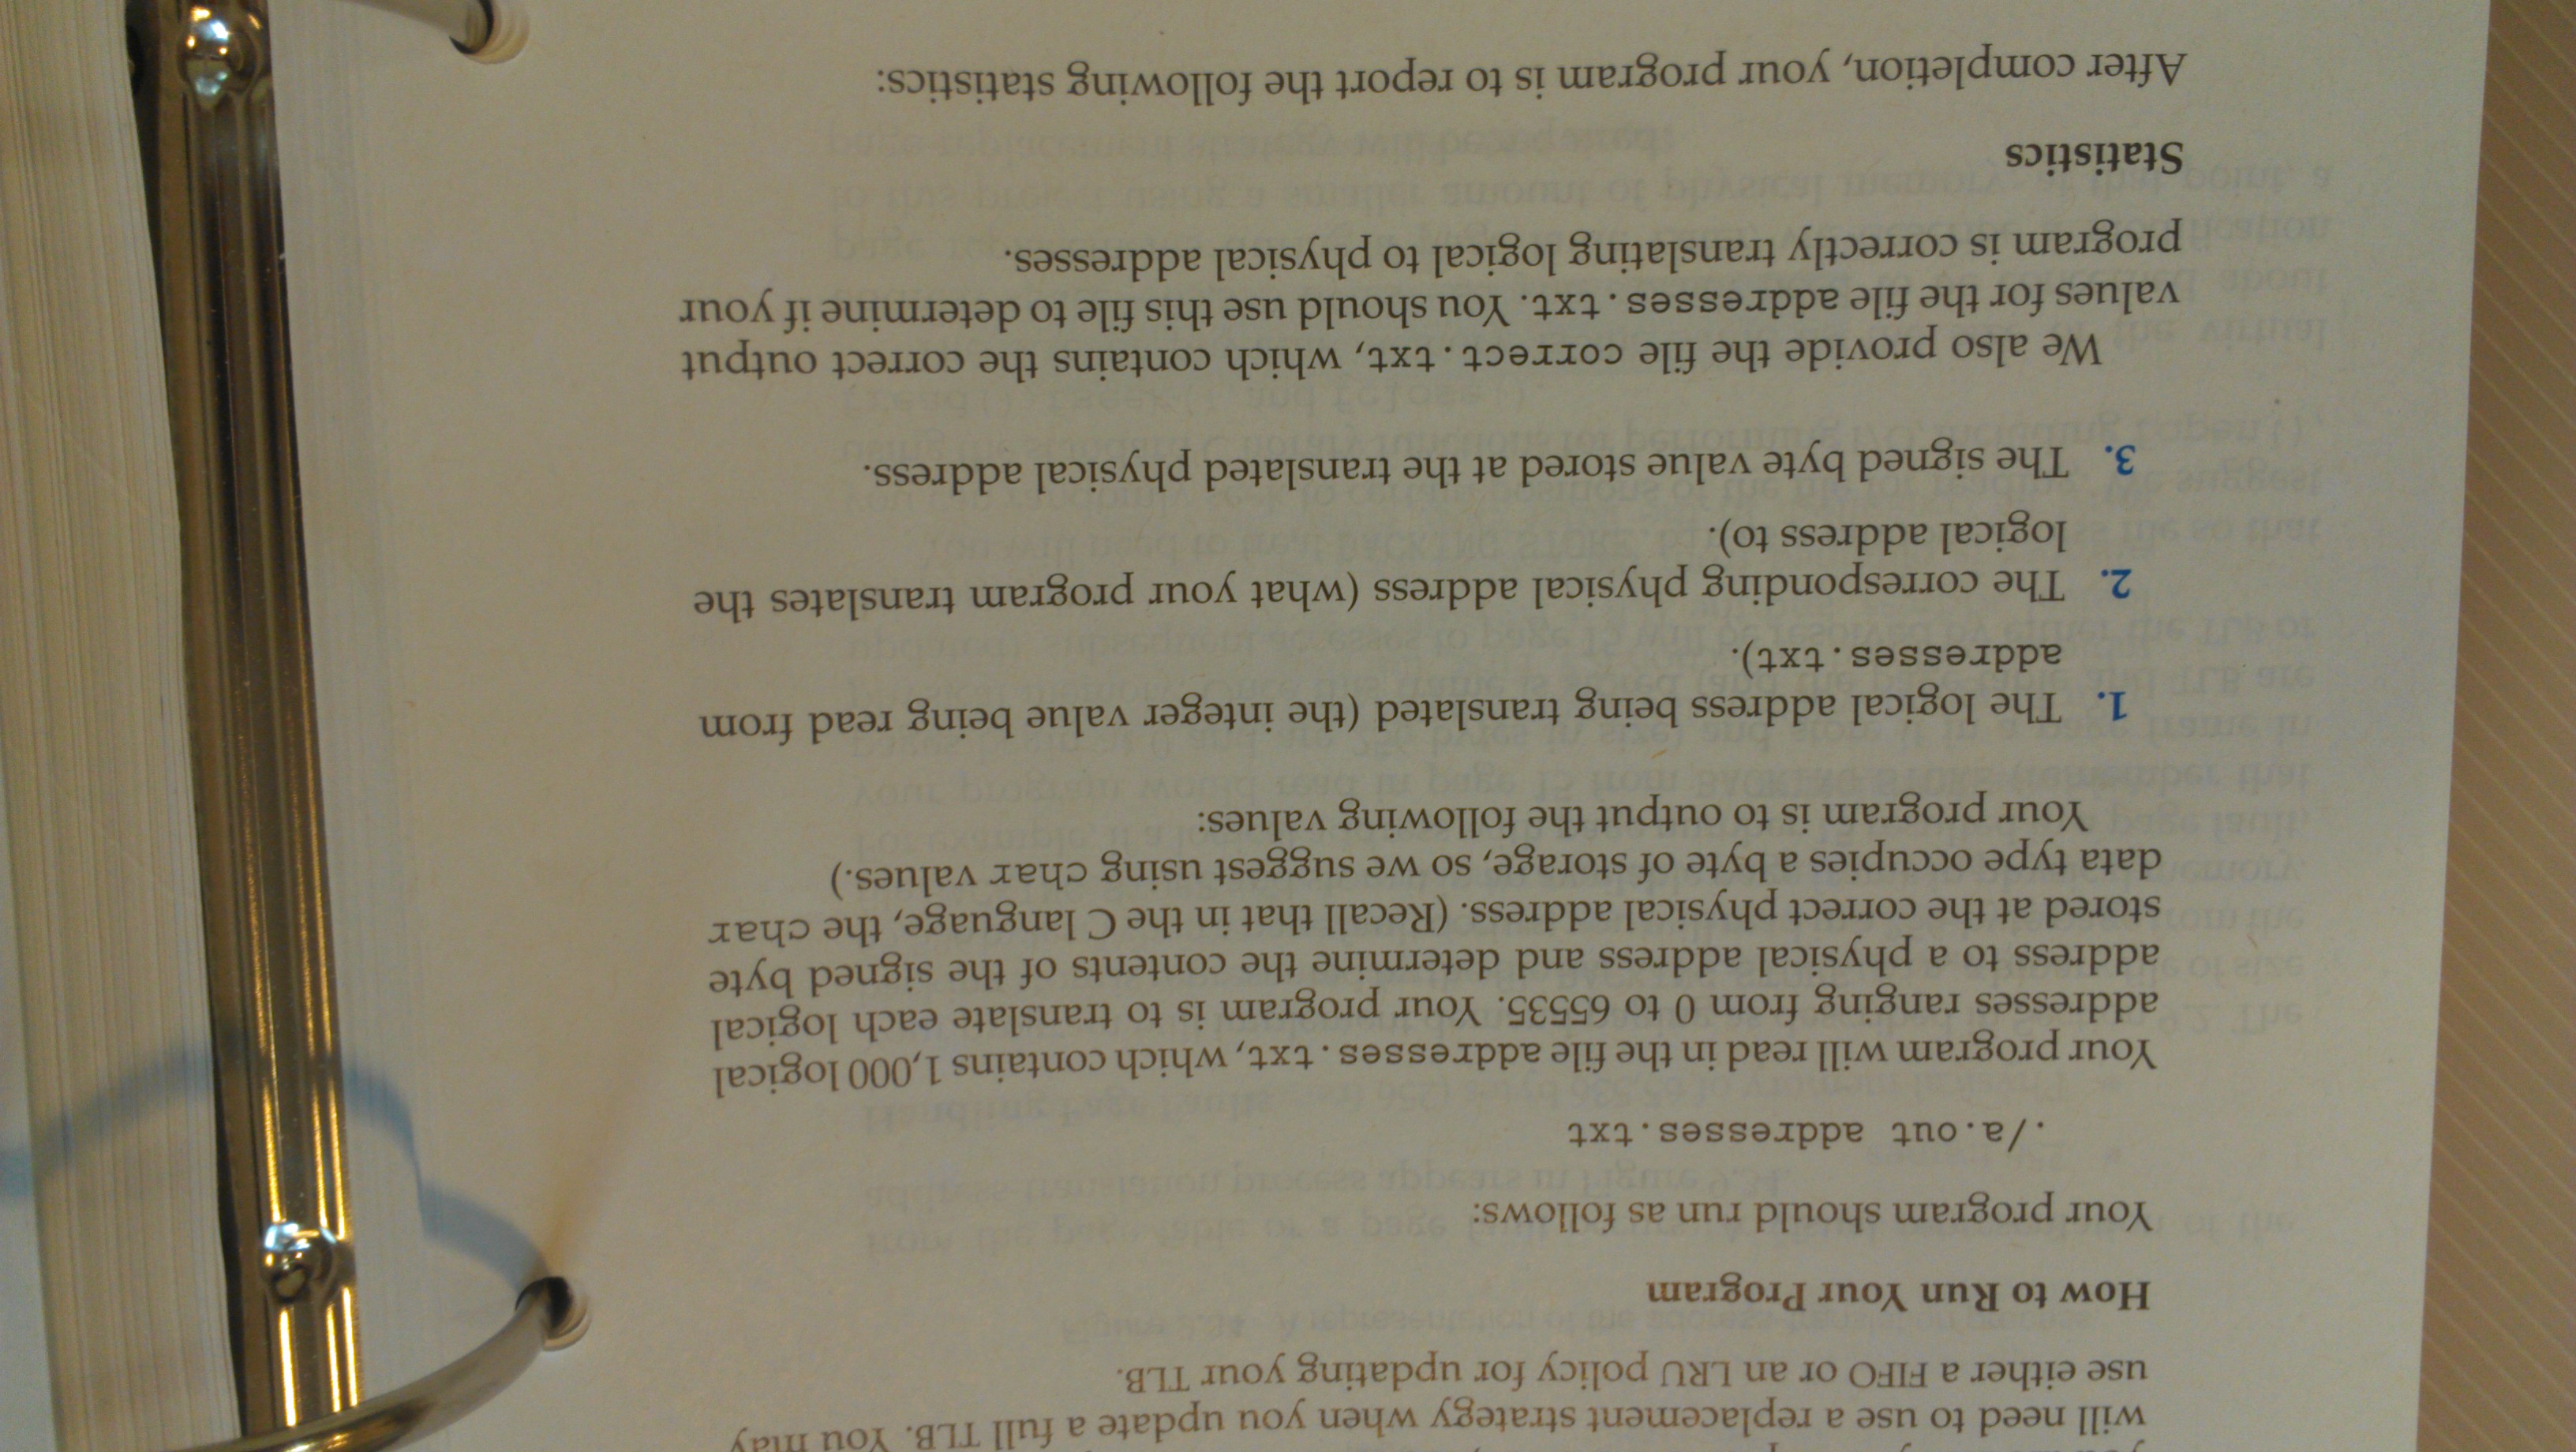 will need to use a replacement strategy when you update a full TLB. You may
use either a FIFO or an LRU policy for updating your TLB.
How to Run Your Program
Your program should run as follows:
./a.out addresses.txt
Your program will read in the file addresses.txt, which contains 1,000 logical
addresses ranging from 0 to 65535. Your program is to translate each logical
address to a physical address and determine the contents of the signed byte
stored at the correct physical address. (Recall that in the C language, the char
data type occupies a byte of storage, so we suggest using char values.)
Your program is to output the following values:
1. The logical address being translated (the integer value being read from
addresses.txt).
2. The corresponding physical address (what your program translates the
logical address to).
3. The signed byte value stored at the translated physical address.
We also provide the file correct.txt, which contains the correct output
values for the file addresses.txt. You should use this file to determine if your
program is correctly translating logical to physical addresses.
Statistics
After completion, your program is to report the following statistics: